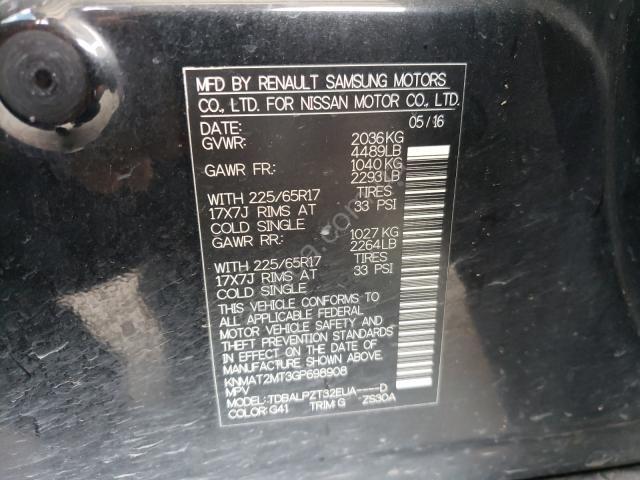 MFD BY RENAULT SAMSUNG MOTORS
CO., LTD. FOR NISSAN MOTOR CO., LTD.
DATE: 05/16
GVWR: 2036KG
4489LB
GAWR FR: 1040KG
2293LB
WITH 225/65R17 TIRES
17X7J RIMS AT 33 PSI
COLD SINGLE
GAWR RR: 1027KG
2264LB
WITH 225/65R17 TIRES
17X7J RIMS AT 33 PSI
COLD SINGLE
THIS VEHICLE CONFORMS TO
ALL APPLICABLE FEDERAL
MOTOR VEHICLE SAFETY AND
THEFT PREVENTION STANDARDS
IN EFFECT ON THE DATE OF
MANUFACTURE SHOWN ABOVE.
KNMAT2MT3GP698908
MPV
MODEL: TDBALPZT32EUA----D
COLOR: G41 TRIM: G ZS30A